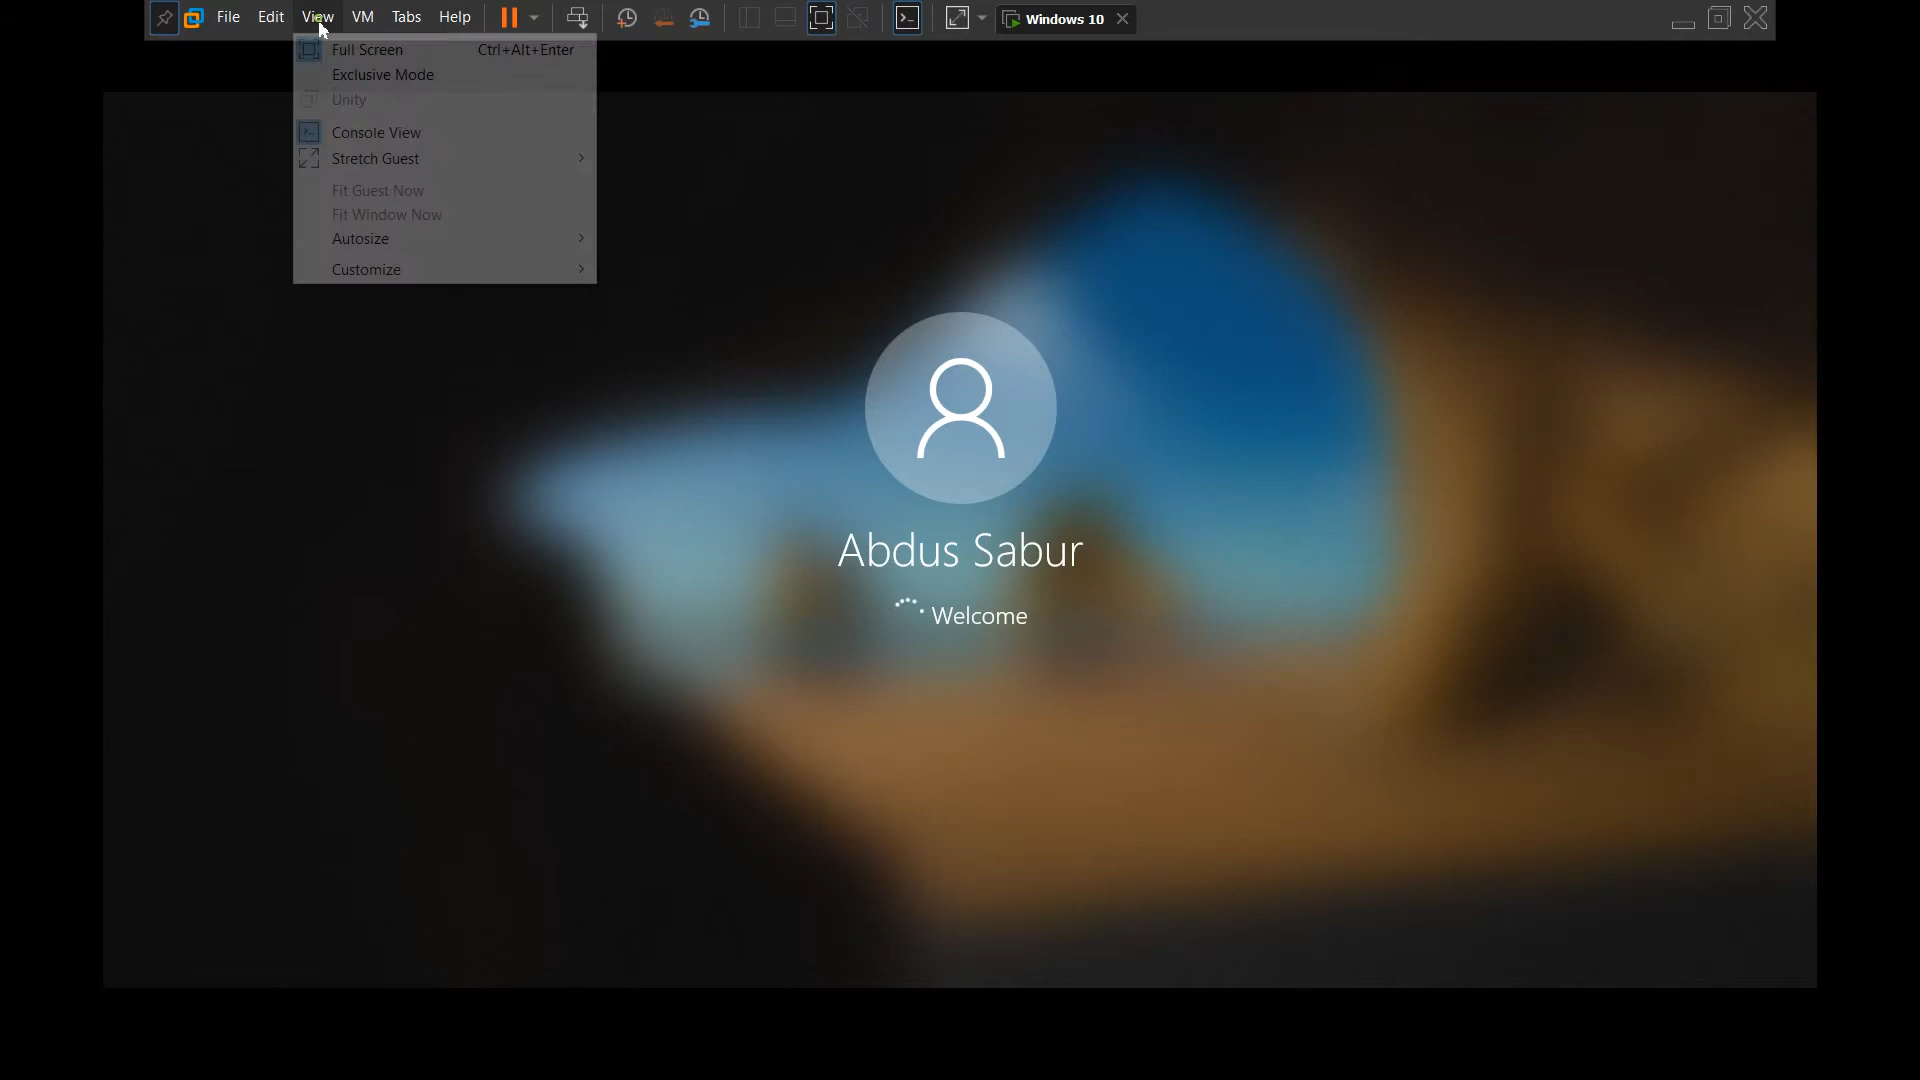 File Edit View VM Tabs Help Windows 10
Full Screen Ctrl+Alt+Enter
Exclusive Mode
Unity
Console View
Stretch Guest
Fit Guest Now
Fit Window Now
Autosize
Customize
Abdus Sabur
Welcome